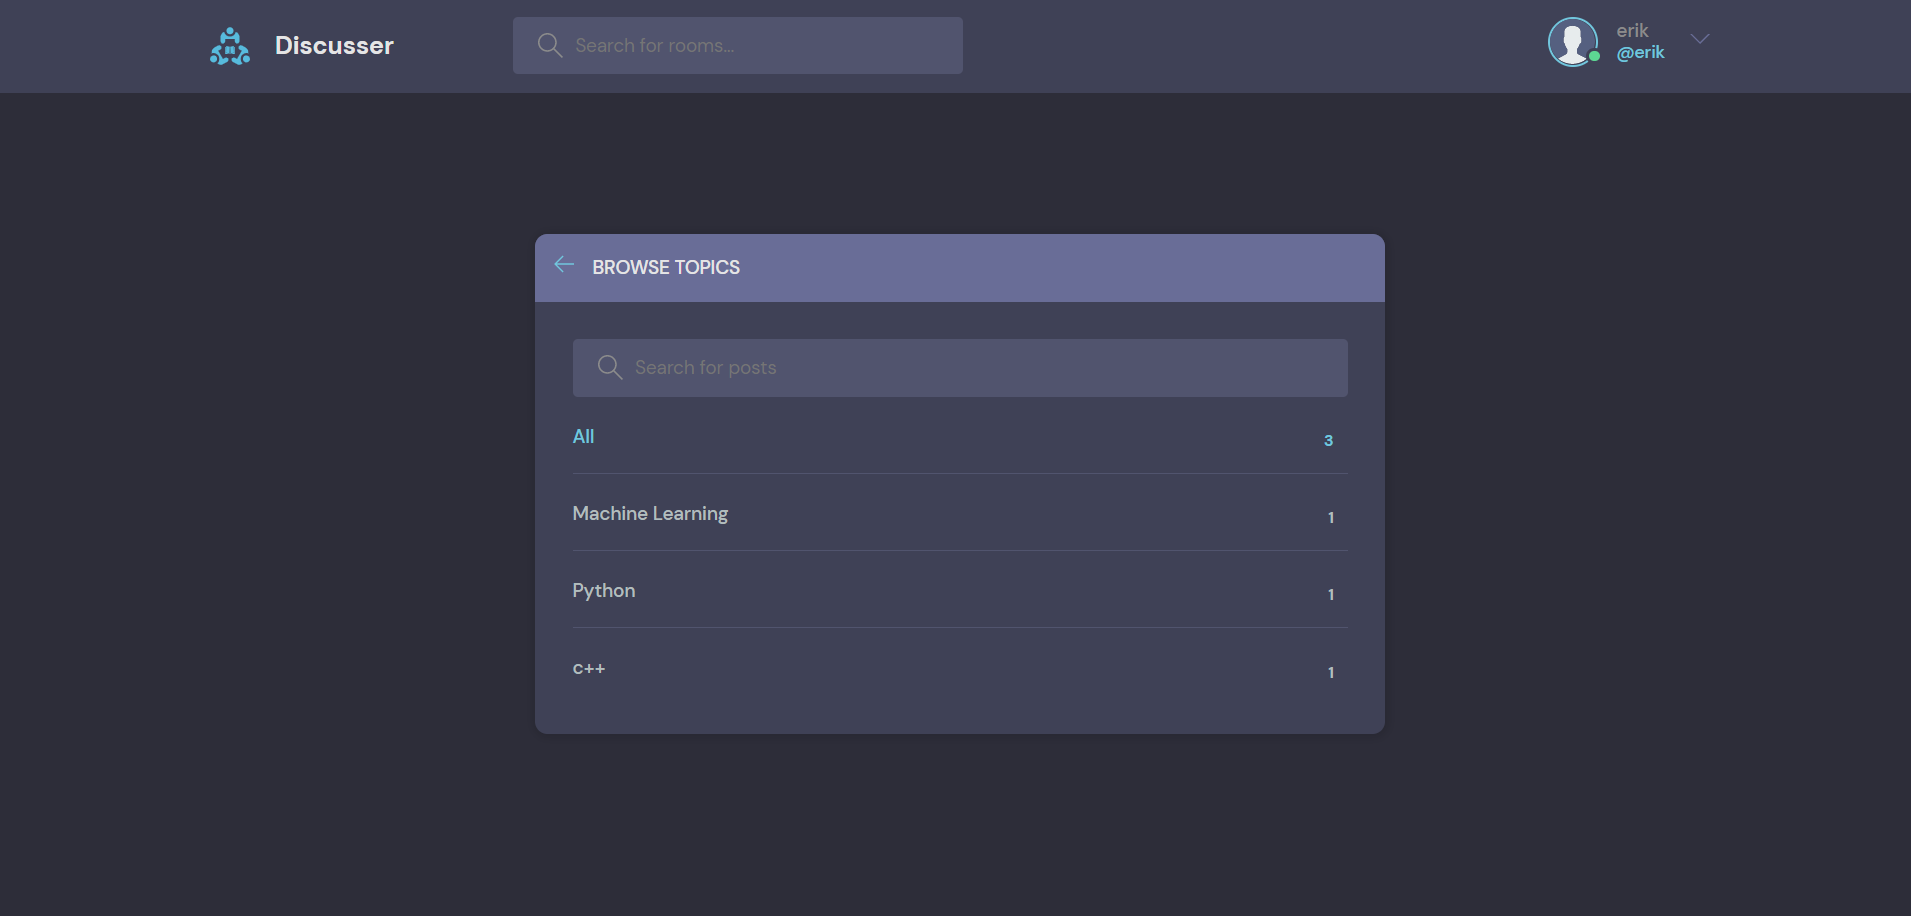 Discusser
Search for rooms...
erik
@erik
BROWSE TOPICS
Search for posts
All 3
Machine Learning 1
Python 1
c++ 1